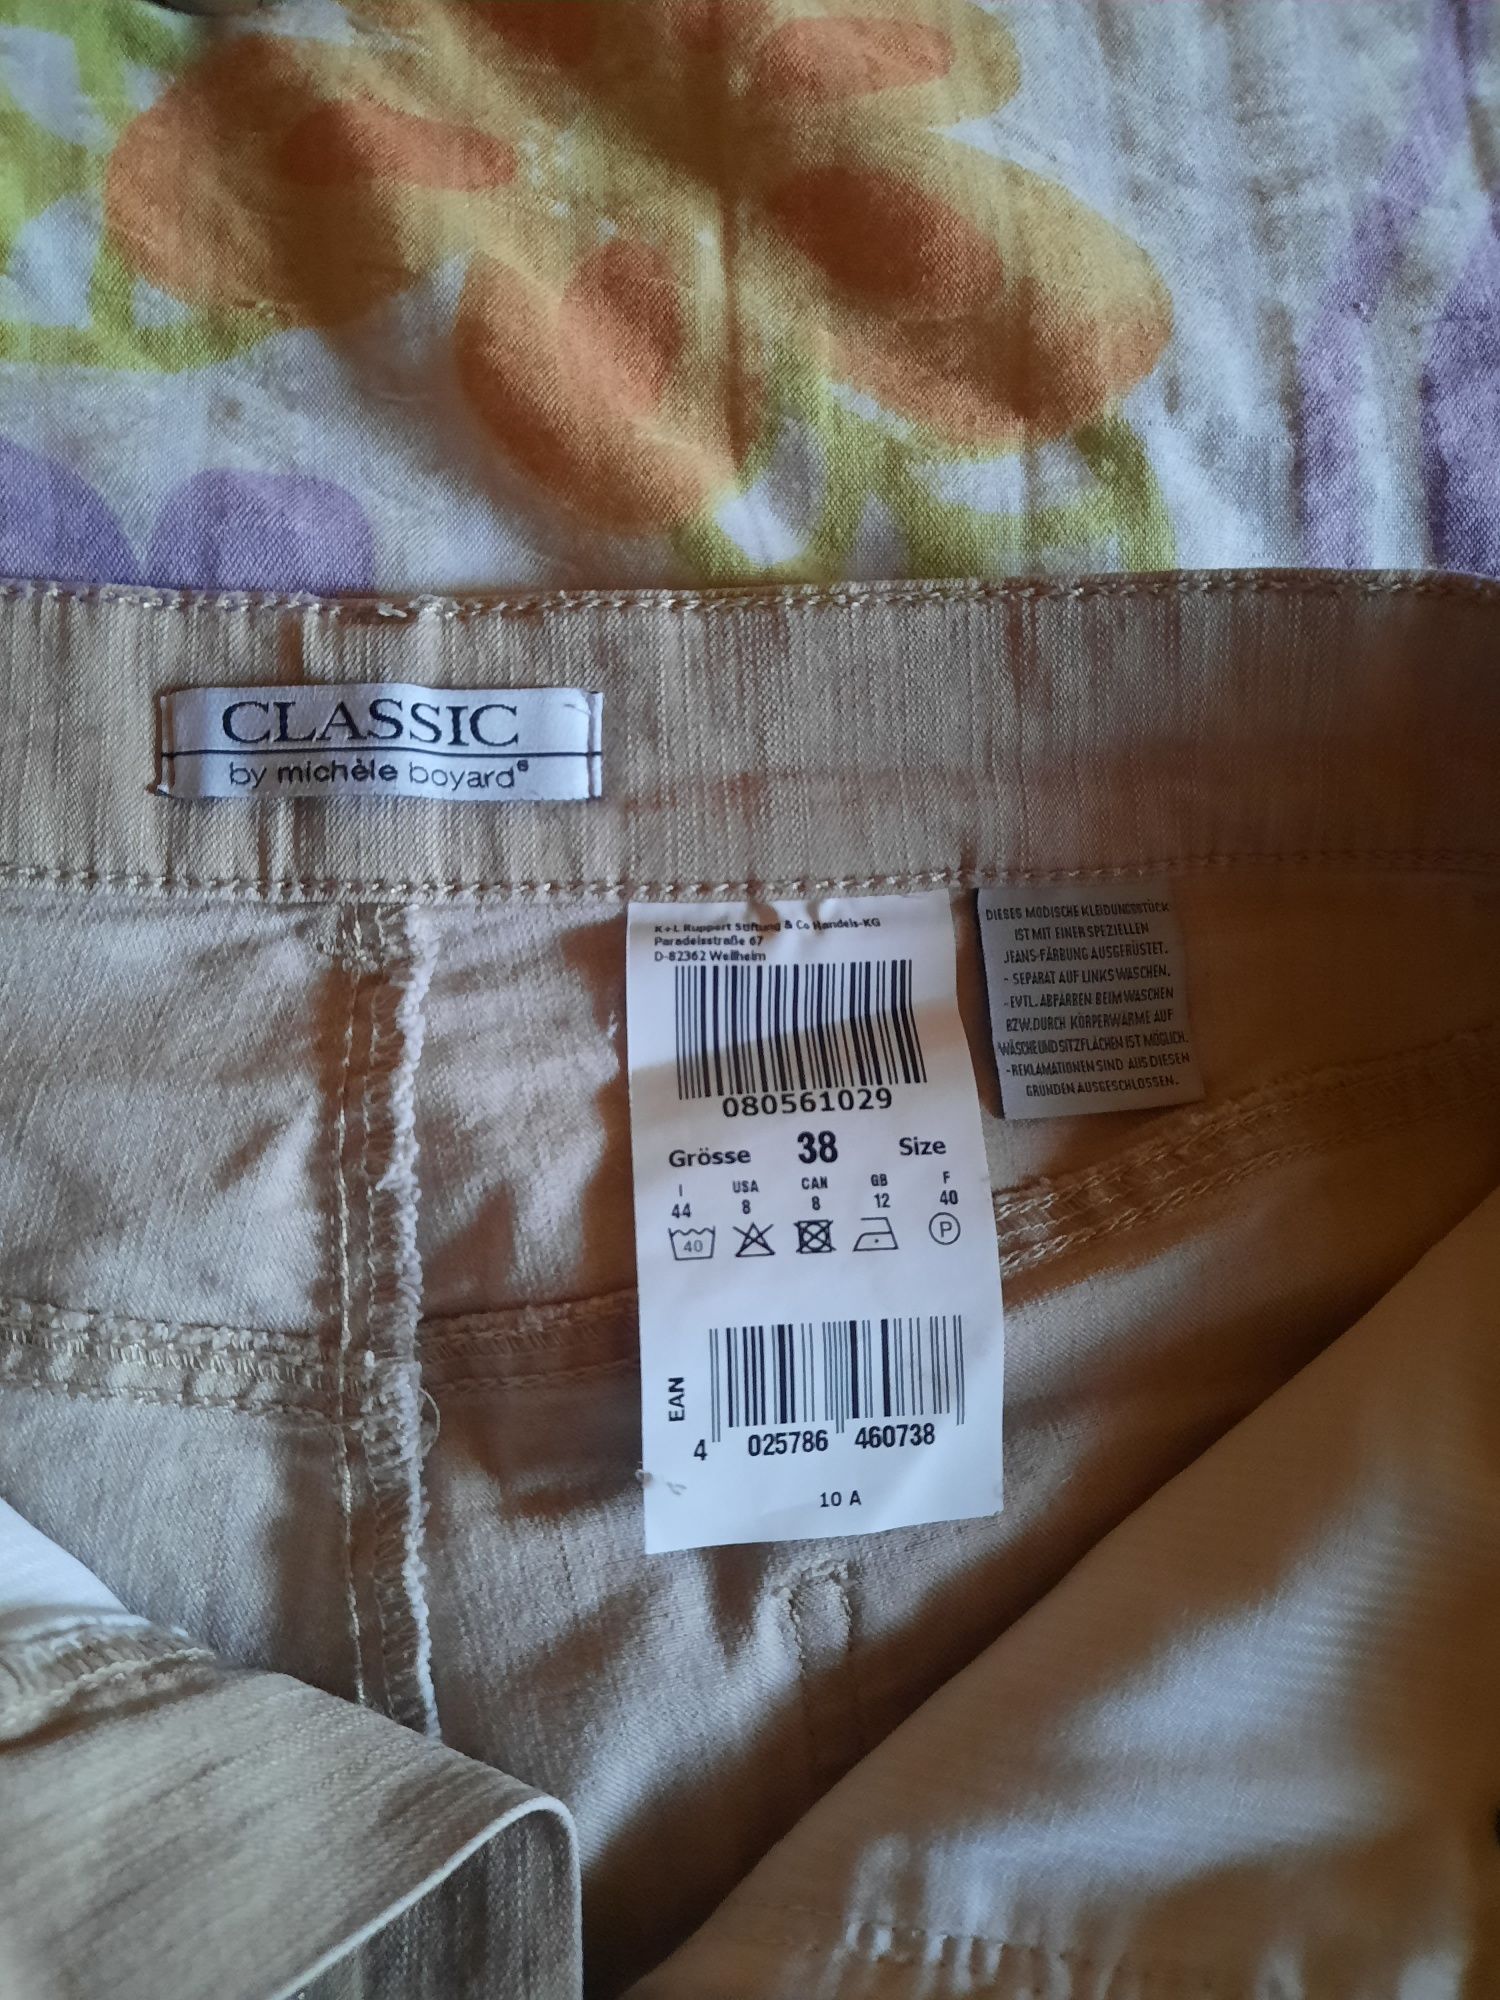 CLASSIC
by michèle boyard®
K+L Ruppert Stiftung & Co Handels-KG
Paradeisstraße 67
D-82362 Weilheim
080561029
Grösse 38 Size
I USA CAN GB F
44 8 8 12 40
40 P
EAN
4 025786 460738
10 A
DIESES MODISCHE KLEIDUNGSSTÜCK
IST MIT EINER SPEZIELLEN
JEANS-FÄRBUNG AUSGERÜSTET.
- SEPARAT AUF LINKS WASCHEN.
- EVTL. ABFÄRBEN BEIM WASCHEN
BZW. DURCH KÖRPERWÄRME AUF
WÄSCHE UND SITZFLÄCHEN IST MÖGLICH.
- REKLAMATIONEN SIND AUS DIESEN
GRÜNDEN AUSGESCHLOSSEN.